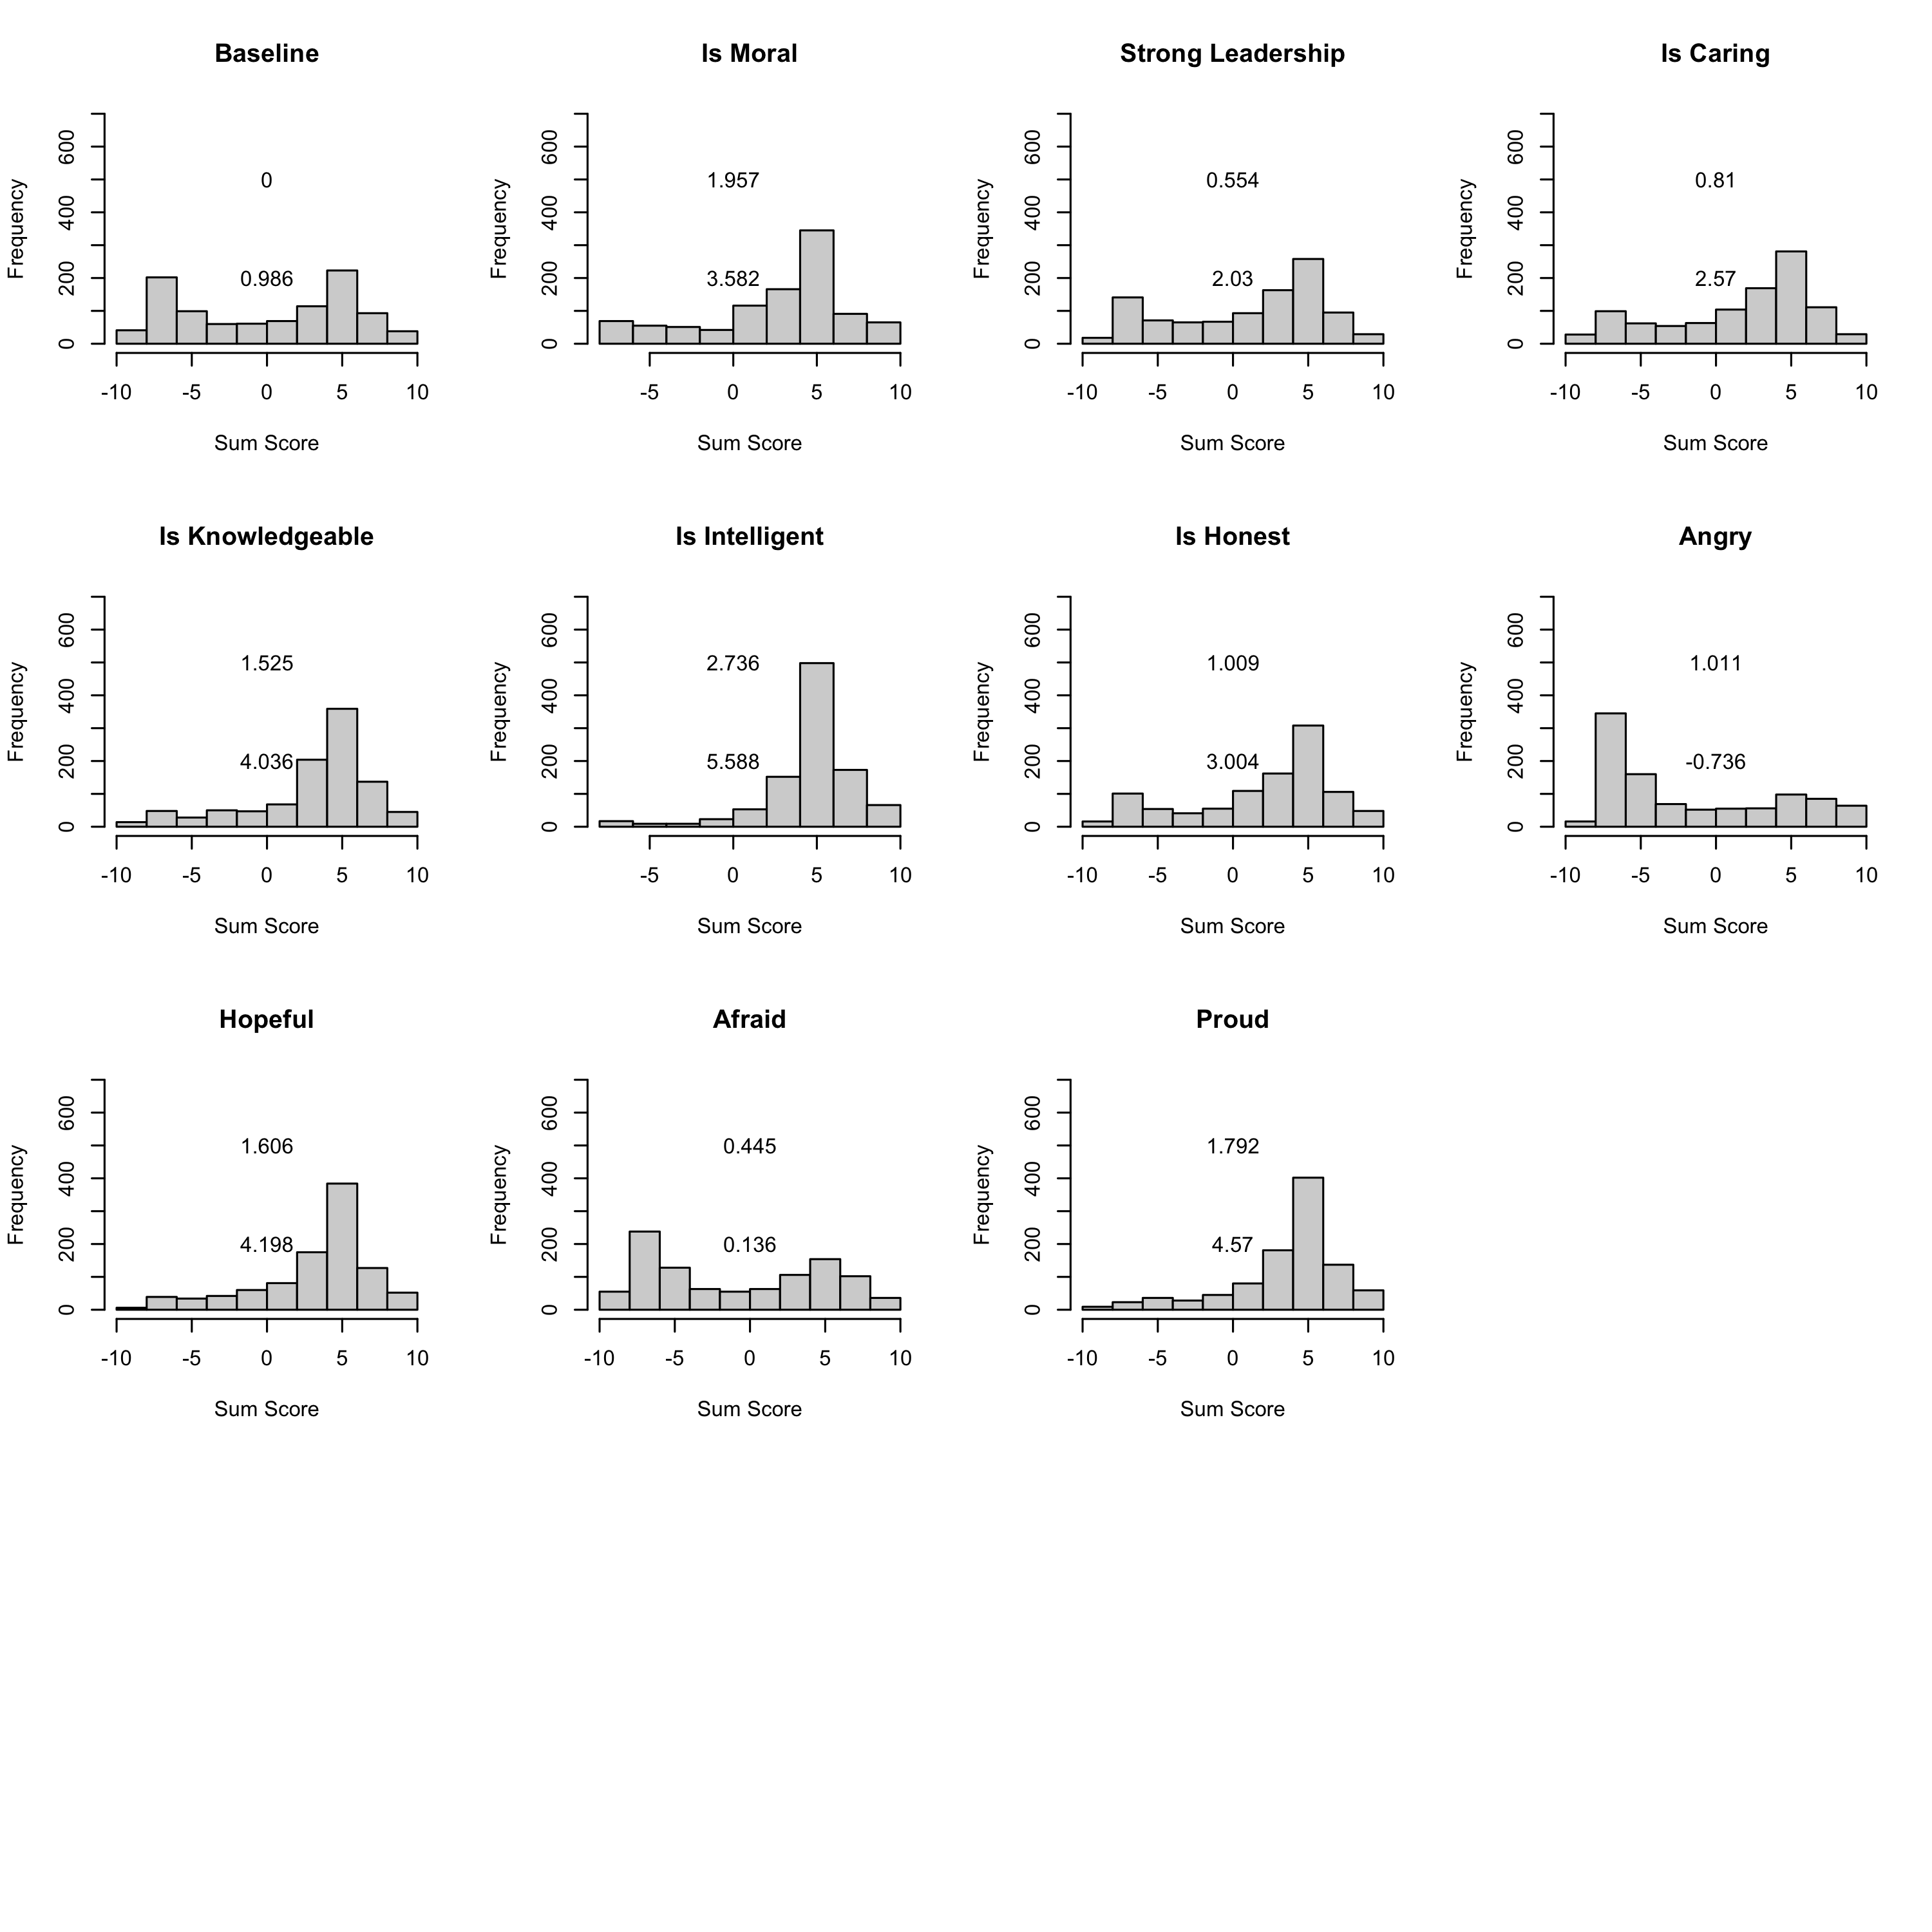 Baseline
Frequency
0
200
400
600
0
0.986
-10 -5 0 5 10
Sum Score
Is Moral
Frequency
0
200
400
600
1.957
3.582
-5 0 5 10
Sum Score
Strong Leadership
Frequency
0
200
400
600
0.554
2.03
-10 -5 0 5 10
Sum Score
Is Caring
Frequency
0
200
400
600
0.81
2.57
-10 -5 0 5 10
Sum Score
Is Knowledgeable
Frequency
0
200
400
600
1.525
4.036
-10 -5 0 5 10
Sum Score
Is Intelligent
Frequency
0
200
400
600
2.736
5.588
-5 0 5 10
Sum Score
Is Honest
Frequency
0
200
400
600
1.009
3.004
-10 -5 0 5 10
Sum Score
Angry
Frequency
0
200
400
600
1.011
-0.736
-10 -5 0 5 10
Sum Score
Hopeful
Frequency
0
200
400
600
1.606
4.198
-10 -5 0 5 10
Sum Score
Afraid
Frequency
0
200
400
600
0.445
0.136
-10 -5 0 5 10
Sum Score
Proud
Frequency
0
200
400
600
1.792
4.57
-10 -5 0 5 10
Sum Score